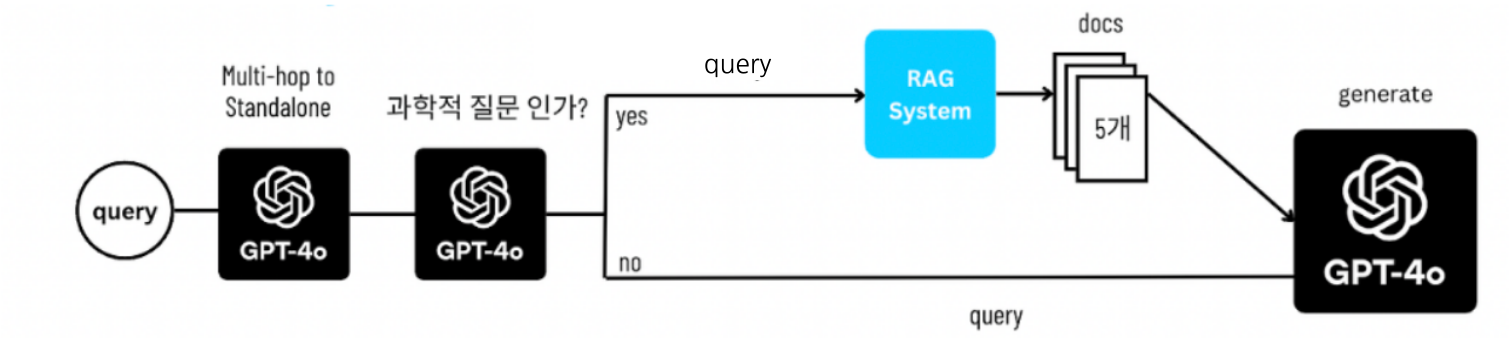 query
Multi-hop to
Standalone
GPT-4o
과학적 질문 인가?
GPT-4o
yes
no
query
RAG
System
docs
5개
query
generate
GPT-4o